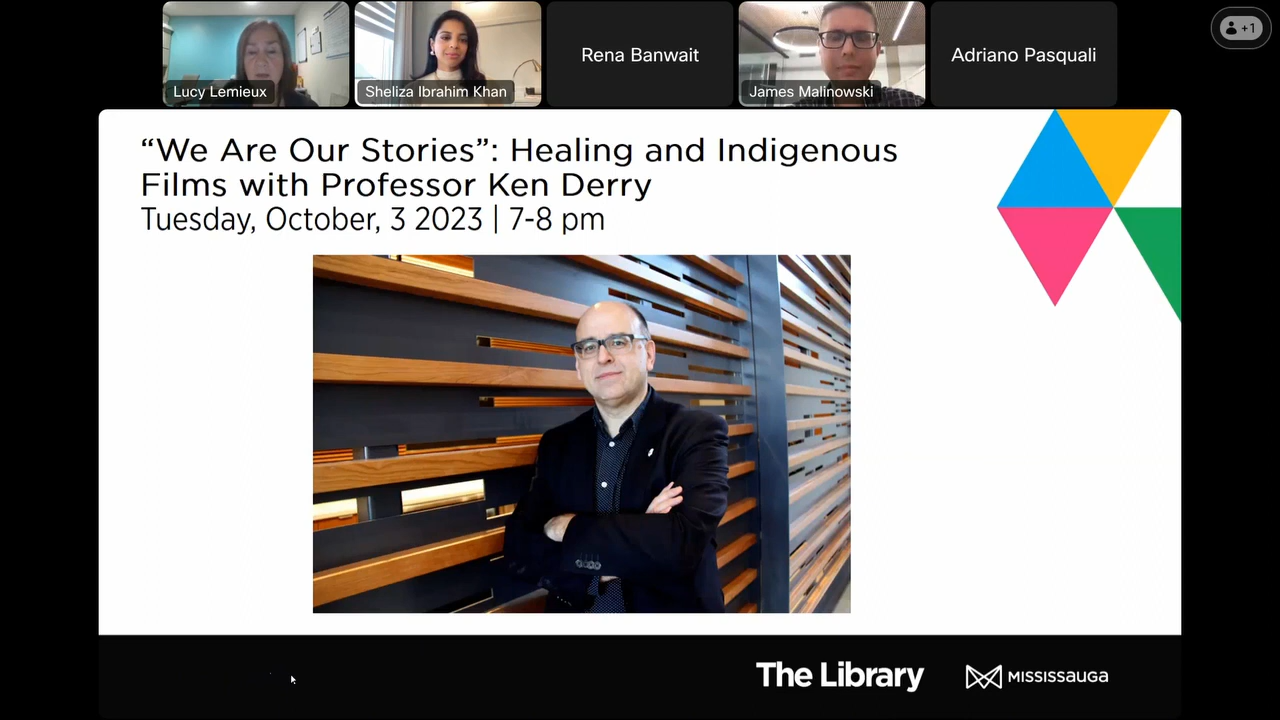 Lucy Lemieux
Sheliza Ibrahim Khan
Rena Banwait
James Malinowski
Adriano Pasquali
+1
“We Are Our Stories”: Healing and Indigenous
Films with Professor Ken Derry
Tuesday, October, 3 2023 | 7-8 pm
The Library
MISSISSAUGA